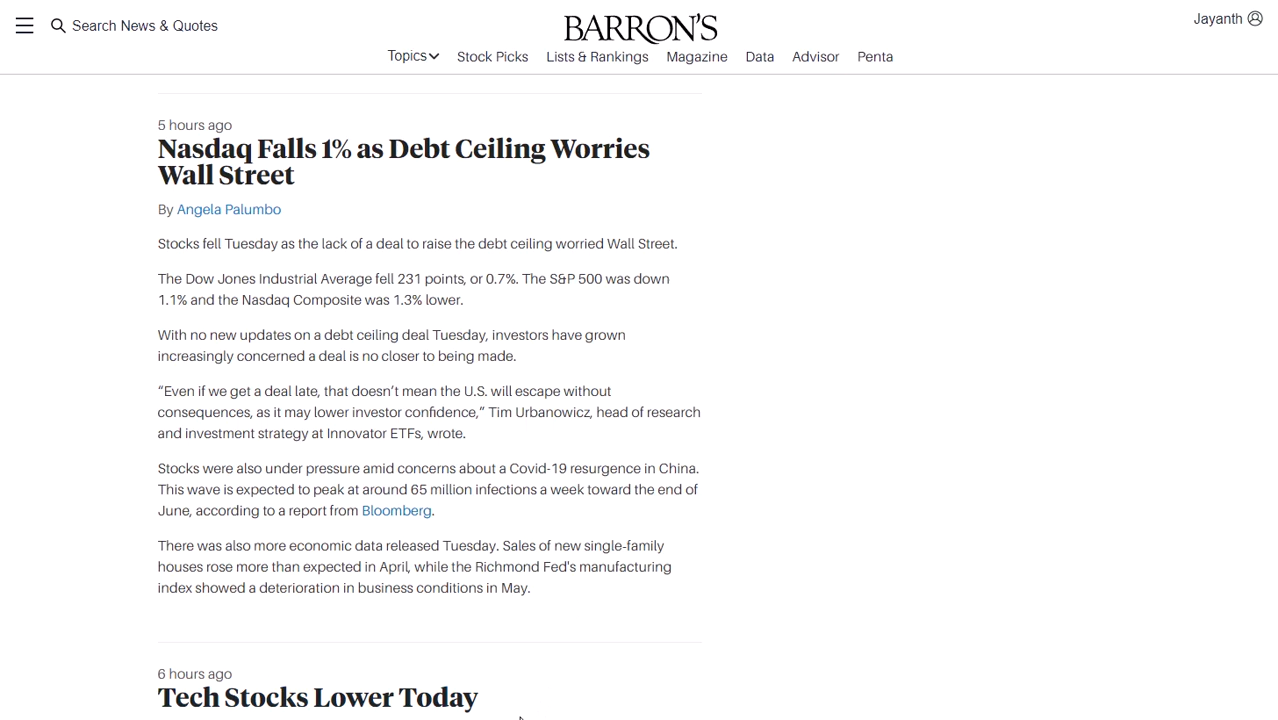 Search News & Quotes
BARRON'S
Jayanth
Topics
Stock Picks
Lists & Rankings
Magazine
Data
Advisor
Penta
5 hours ago
Nasdaq Falls 1% as Debt Ceiling Worries
Wall Street
By Angela Palumbo
Stocks fell Tuesday as the lack of a deal to raise the debt ceiling worried Wall Street.
The Dow Jones Industrial Average fell 231 points, or 0.7%. The S&P 500 was down
1.1% and the Nasdaq Composite was 1.3% lower.
With no new updates on a debt ceiling deal Tuesday, investors have grown
increasingly concerned a deal is no closer to being made.
“Even if we get a deal late, that doesn’t mean the U.S. will escape without
consequences, as it may lower investor confidence,” Tim Urbanowicz, head of research
and investment strategy at Innovator ETFs, wrote.
Stocks were also under pressure amid concerns about a Covid-19 resurgence in China.
This wave is expected to peak at around 65 million infections a week toward the end of
June, according to a report from Bloomberg.
There was also more economic data released Tuesday. Sales of new single-family
houses rose more than expected in April, while the Richmond Fed's manufacturing
index showed a deterioration in business conditions in May.
6 hours ago
Tech Stocks Lower Today